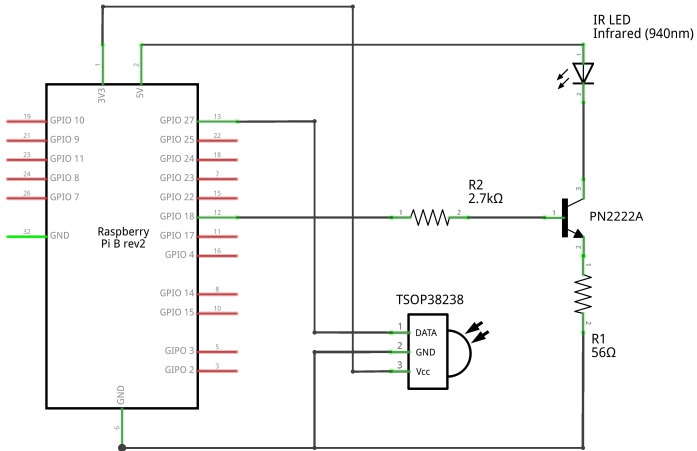 IR LED
Infrared (940nm)
1
2
1
2
3V3
5V
19
GPIO 10
GPIO 27
13
21
GPIO 9
GPIO 25
22
23
GPIO 11
GPIO 24
18
24
GPIO 8
GPIO 23
7
26
GPIO 7
GPIO 22
15
GPIO 18
12
32
GND
GPIO 17
11
GPIO 4
16
Raspberry
Pi B rev2
GPIO 14
8
GPIO 15
10
GIPO 3
5
GIPO 2
3
GND
6
R2
2.7kΩ
1
2
3
1
2
PN2222A
1
2
R1
56Ω
TSOP38238
1
DATA
2
GND
3
Vcc